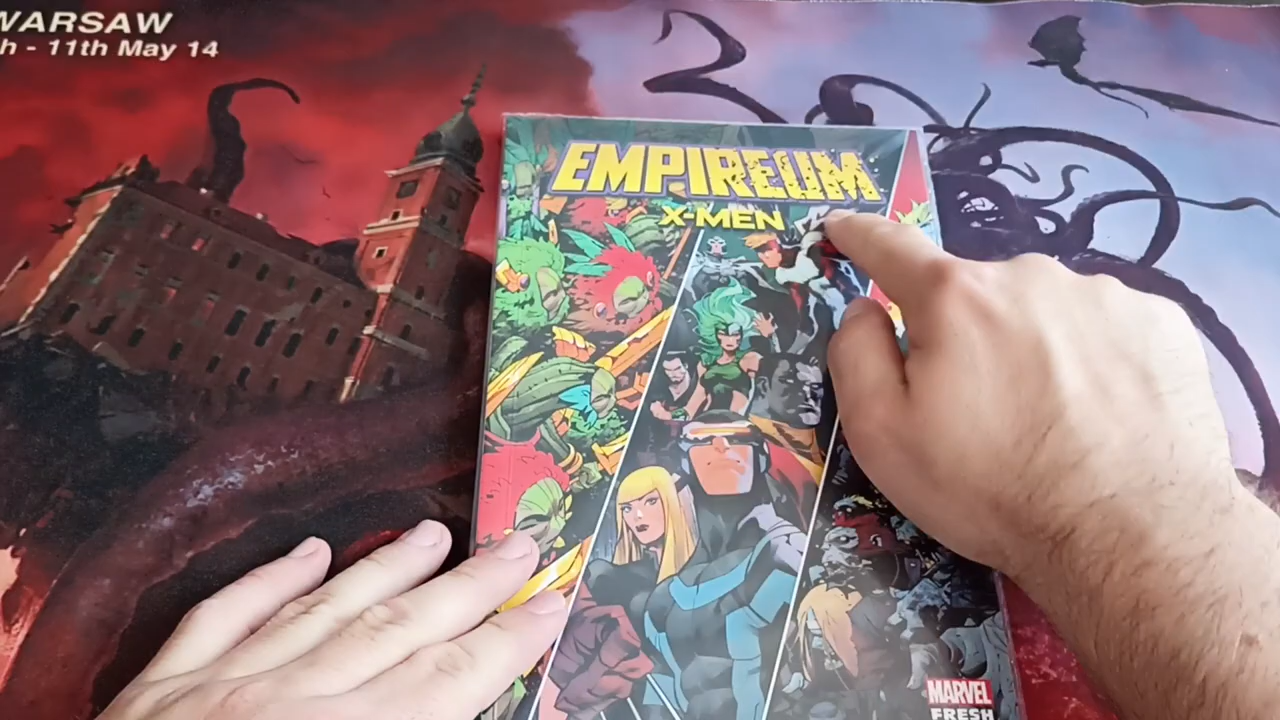 WARSAW
h - 11th May 14
EMPIREUM
X-MEN
MARVEL
FRESH